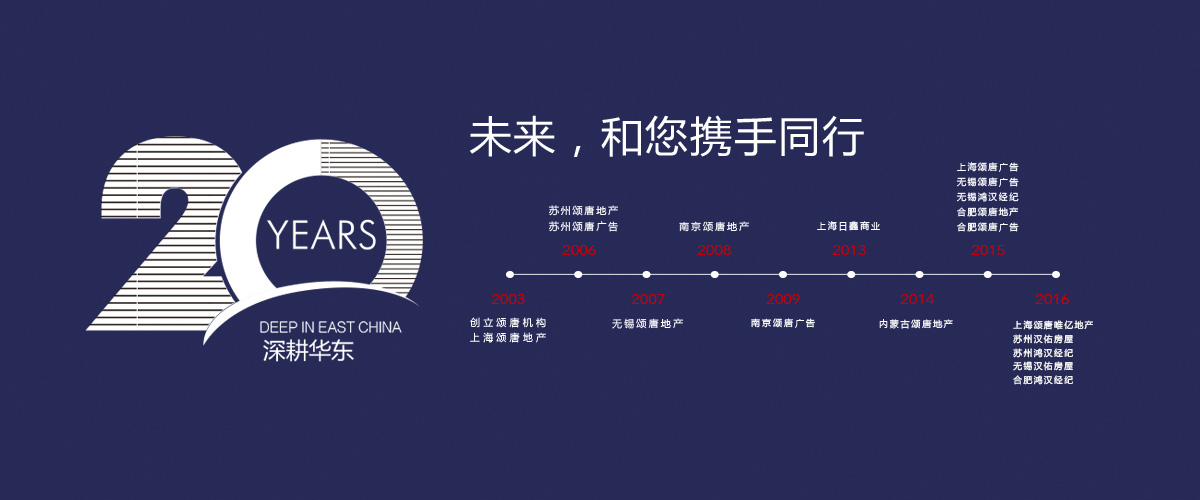 20
YEARS
DEEP IN EAST CHINA
深耕华东
未来，和您携手同行
2003
创立颂唐机构
上海颂唐地产
苏州颂唐地产
苏州颂唐广告
2006
2007
无锡颂唐地产
南京颂唐地产
2008
2009
南京颂唐广告
上海日鑫商业
2013
2014
内蒙古颂唐地产
上海颂唐广告
无锡颂唐广告
无锡鸿汉经纪
合肥颂唐地产
合肥颂唐广告
2015
2016
上海颂唐唯亿地产
苏州汉佑房屋
苏州鸿汉经纪
无锡汉佑房屋
合肥鸿汉经纪